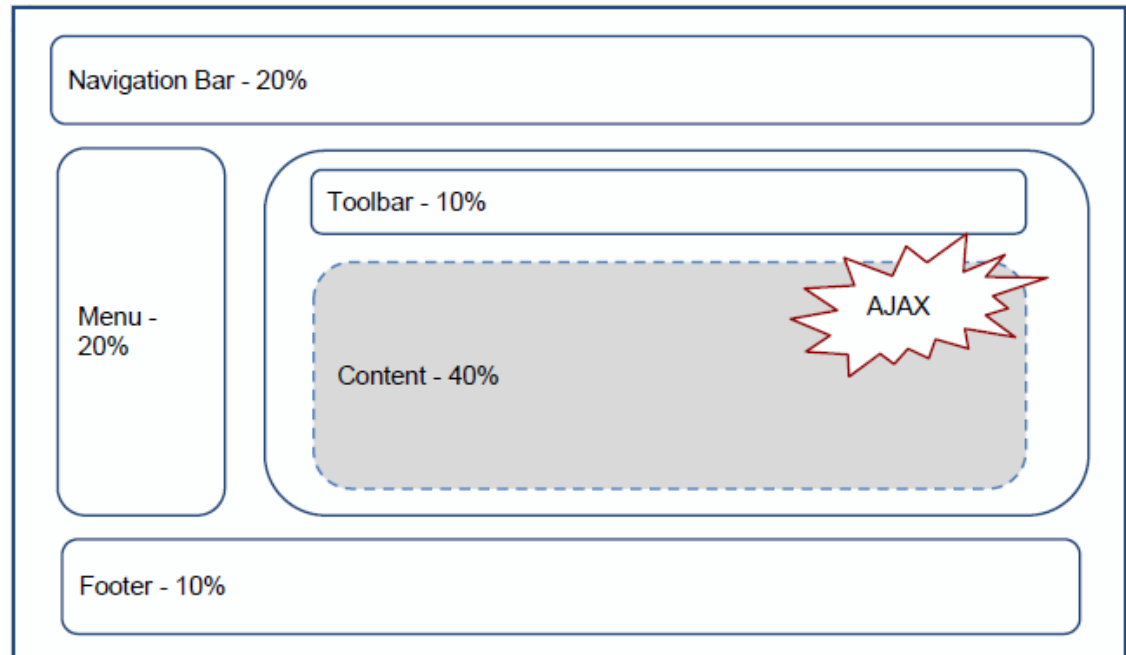 Navigation Bar - 20%
Toolbar - 10%
AJAX
Menu -
20%
Content - 40%
Footer - 10%